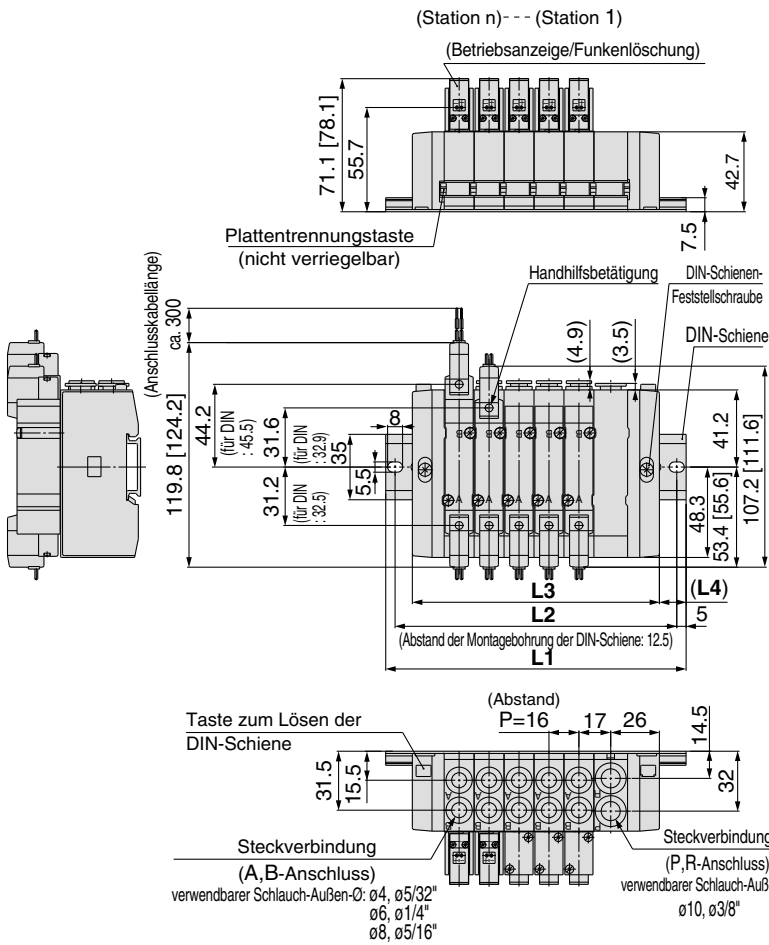 (Station n)--- (Station 1)
(Betriebsanzeige/Funkenlöschung)
71.1 [78.1]
55.7
42.7
7.5
Plattentrennungstaste
(nicht verriegelbar)
Handhilfsbetätigung
DIN-Schienen-
Feststellschraube
DIN-Schiene
(Anschlusskabellänge)
ca. 300
(4.9)
(3.5)
119.8 [124.2]
44.2
(für DIN
: 45.5)
8
31.6
(für DIN
: 32.9)
35
5.5
31.2
(für DIN
: 32.5)
41.2
48.3
53.4 [55.6]
107.2 [111.6]
B B B B B
A A A A A
L3
(L4)
L2
5
(Abstand der Montagebohrung der DIN-Schiene: 12.5)
L1
(Abstand)
P=16
17
26
14.5
Taste zum Lösen der
DIN-Schiene
31.5
15.5
32
Steckverbindung
(A,B-Anschluss)
verwendbarer Schlauch-Außen-Ø: ø4, ø5/32"
ø6, ø1/4"
ø8, ø5/16"
Steckverbindung
(P,R-Anschluss)
verwendbarer Schlauch-Auß
ø10, ø3/8"